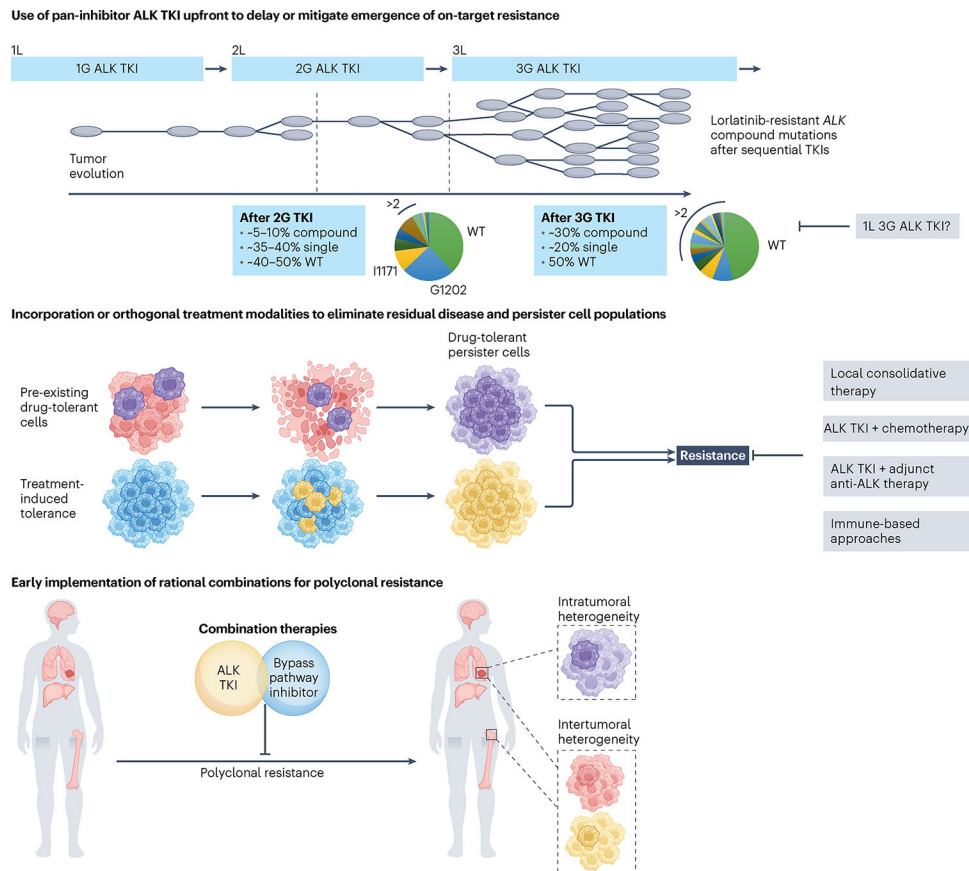 Use of pan-inhibitor ALK TKI upfront to delay or mitigate emergence of on-target resistance
1L
2L
3L
1G ALK TKI
2G ALK TKI
3G ALK TKI
Lorlatinib-resistant ALK
compound mutations
after sequential TKIs
Tumor
evolution
After 2G TKI
• ~5–10% compound
• ~35–40% single
• ~40–50% WT
>2
WT
I1171
G1202
After 3G TKI
• ~30% compound
• ~20% single
• 50% WT
>2
WT
1L 3G ALK TKI?
Incorporation or orthogonal treatment modalities to eliminate residual disease and persister cell populations
Drug-tolerant
persister cells
Pre-existing
drug-tolerant
cells
Treatment-
induced
tolerance
Resistance
Local consolidative
therapy
ALK TKI + chemotherapy
ALK TKI + adjunct
anti-ALK therapy
Immune-based
approaches
Early implementation of rational combinations for polyclonal resistance
Combination therapies
ALK
TKI
Bypass
pathway
inhibitor
Polyclonal resistance
Intratumoral
heterogeneity
Intertumoral
heterogeneity